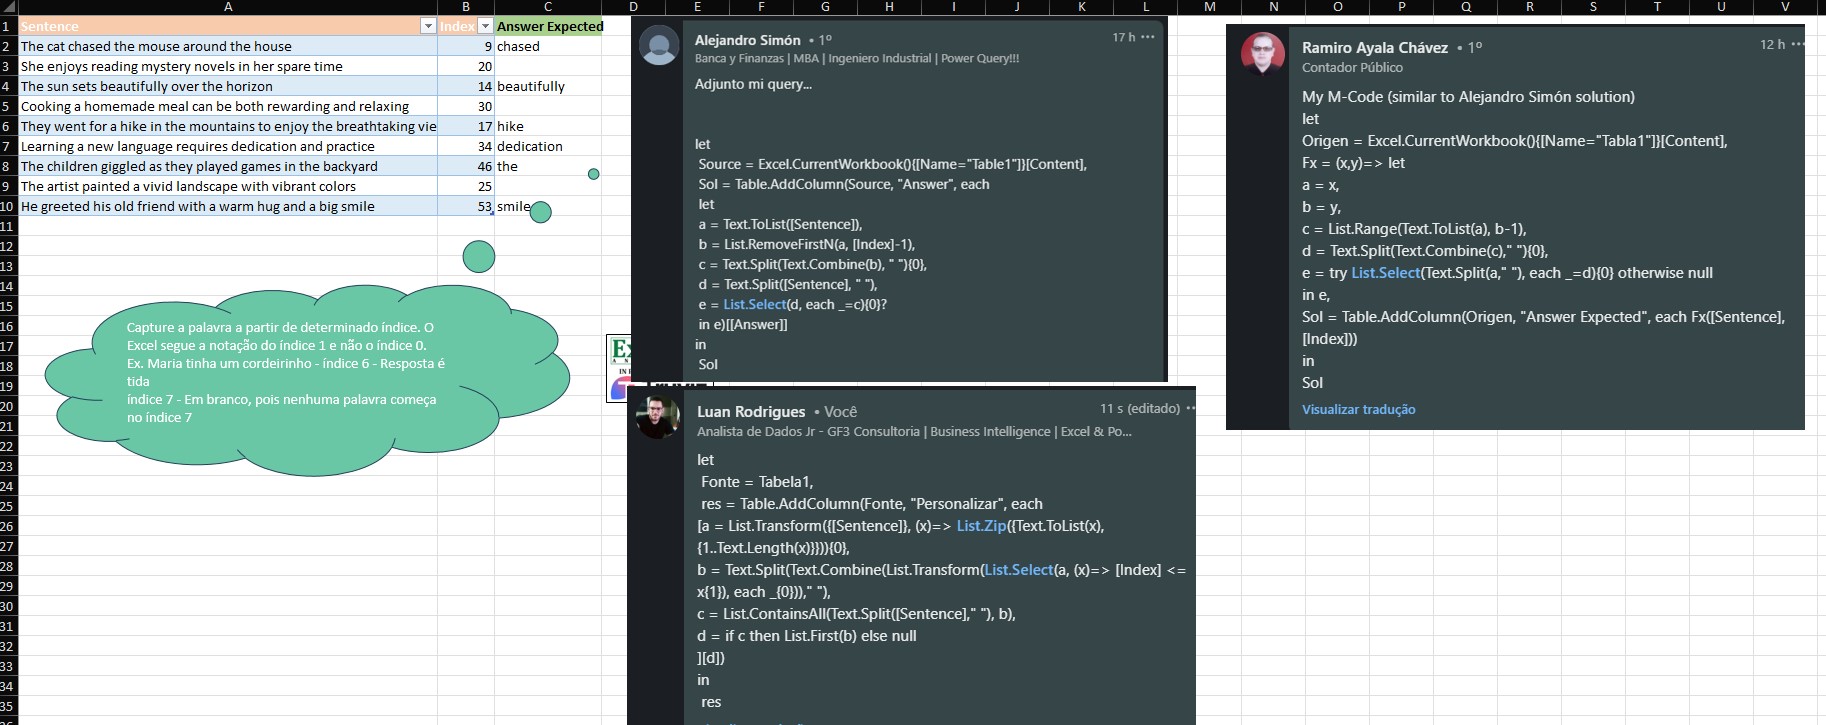 A B C D E F G H I J K L M N O P Q R S T U V
1 Sentence Index Answer Expected
2 The cat chased the mouse around the house 9 chased
3 She enjoys reading mystery novels in her spare time 20
4 The sun sets beautifully over the horizon 14 beautifully
5 Cooking a homemade meal can be both rewarding and relaxing 30
6 They went for a hike in the mountains to enjoy the breathtaking vie 17 hike
7 Learning a new language requires dedication and practice 34 dedication
8 The children giggled as they played games in the backyard 46 the
9 The artist painted a vivid landscape with vibrant colors 25
10 He greeted his old friend with a warm hug and a big smile 53 smile
11
12
13
14
15
16
17
18
19
20
21
22
23
24
25
26
27
28
29
30
31
32
33
34
35
Capture a palavra a partir de determinado índice. O
Excel segue a notação do índice 1 e não o índice 0.
Ex. Maria tinha um cordeirinho - índice 6 - Resposta é
tida
índice 7 - Em branco, pois nenhuma palavra começa
no índice 7
Alejandro Simón • 1º 17 h •••
Banca y Finanzas | MBA | Ingeniero Industrial | Power Query!!!
Adjunto mi query...
let
Source = Excel.CurrentWorkbook(){[Name="Table1"]}[Content],
Sol = Table.AddColumn(Source, "Answer", each
let
a = Text.ToList([Sentence]),
b = List.RemoveFirstN(a, [Index]-1),
c = Text.Split(Text.Combine(b), " "){0},
d = Text.Split([Sentence], " "),
e = List.Select(d, each _=c){0}?
in e)[[Answer]]
in
Sol
Luan Rodrigues • Você 11 s (editado) ••
Analista de Dados Jr - GF3 Consultoria | Business Intelligence | Excel & Po...
let
Fonte = Tabela1,
res = Table.AddColumn(Fonte, "Personalizar", each
[a = List.Transform({[Sentence]}, (x)=> List.Zip({Text.ToList(x),
{1..Text.Length(x)}})){0},
b = Text.Split(Text.Combine(List.Transform(List.Select(a, (x)=> [Index] <=
x{1}), each _{0}))," "),
c = List.ContainsAll(Text.Split([Sentence]," "), b),
d = if c then List.First(b) else null
][d])
in
res
Ramiro Ayala Chávez • 1º 12 h •••
Contador Público
My M-Code (similar to Alejandro Simón solution)
let
Origen = Excel.CurrentWorkbook(){[Name="Tabla1"]}[Content],
Fx = (x,y)=> let
a = x,
b = y,
c = List.Range(Text.ToList(a), b-1),
d = Text.Split(Text.Combine(c)," "){0},
e = try List.Select(Text.Split(a," "), each _=d){0} otherwise null
in e,
Sol = Table.AddColumn(Origen, "Answer Expected", each Fx([Sentence],
[Index]))
in
Sol
Visualizar tradução